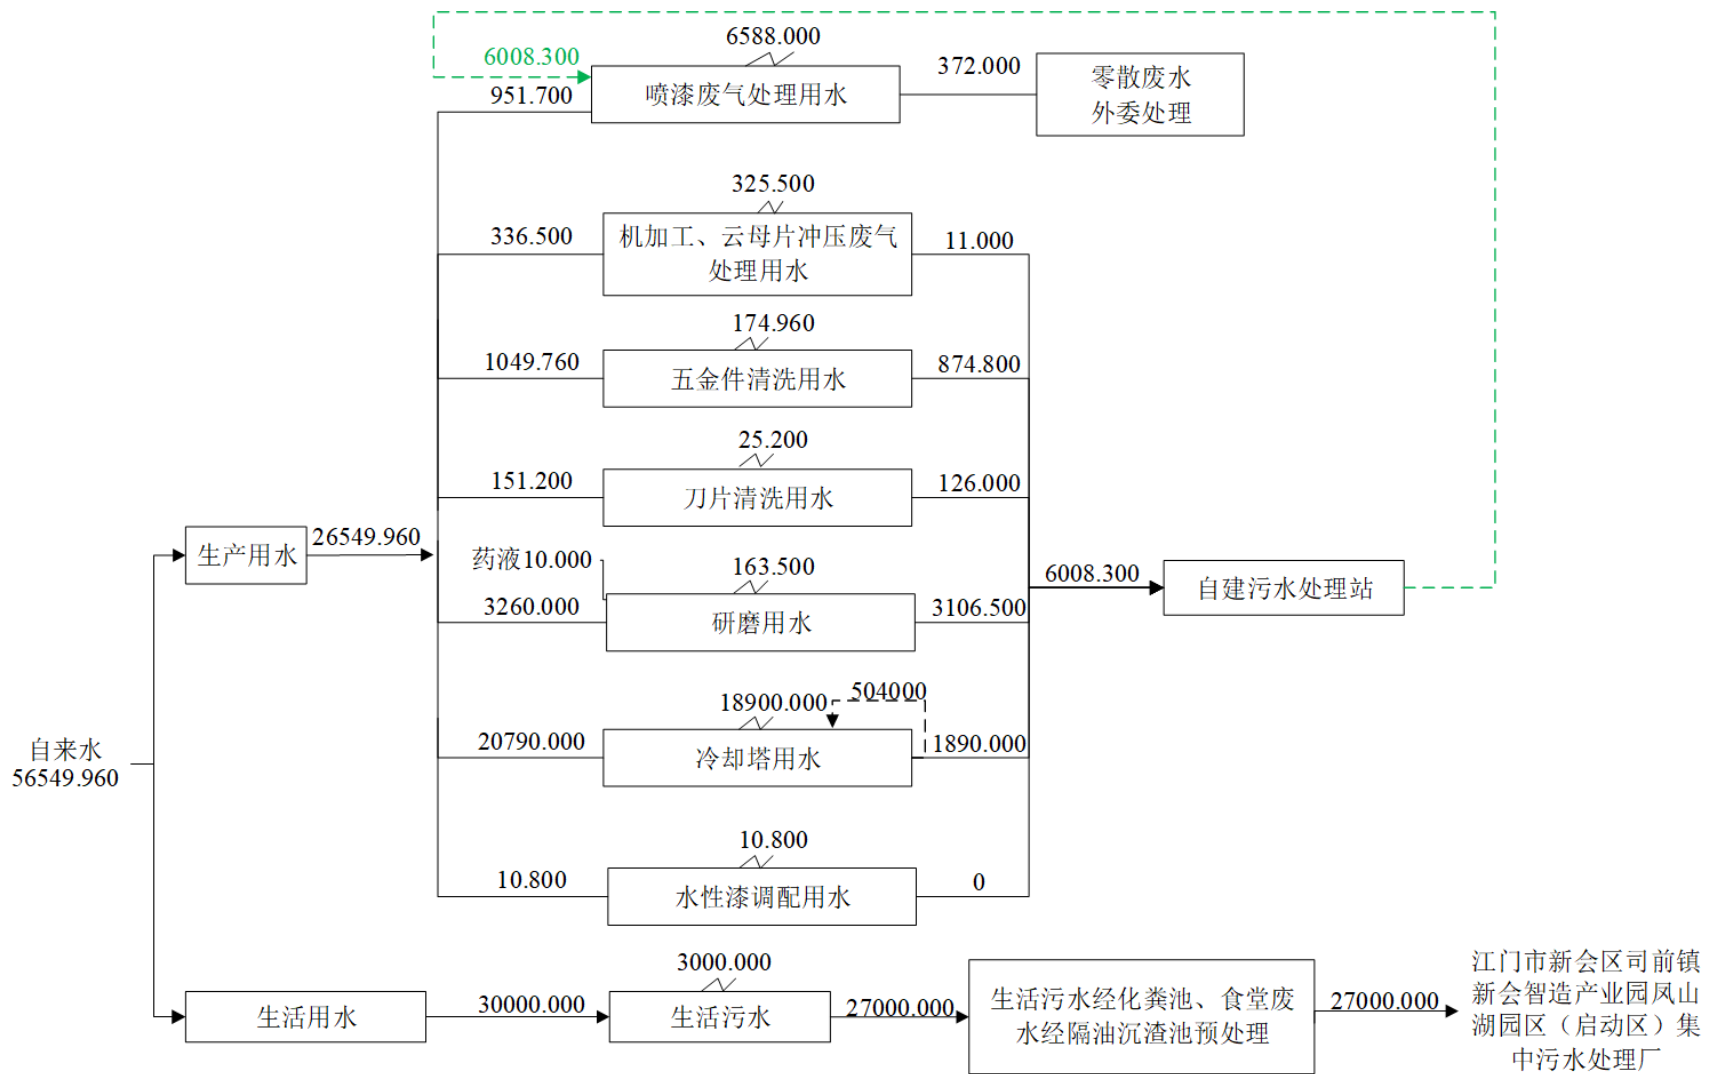 6588.000
6008.300
372.000
951.700
喷漆废气处理用水
零散废水
外委处理
325.500
336.500
机加工、云母片冲压废气
处理用水
11.000
174.960
1049.760
五金件清洗用水
874.800
25.200
151.200
刀片清洗用水
126.000
生产用水
26549.960
药液10.000
163.500
3260.000
研磨用水
3106.500
6008.300
自建污水处理站
18900.000
504000
20790.000
冷却塔用水
1890.000
自来水
56549.960
10.800
10.800
水性漆调配用水
0
3000.000
生活用水
30000.000
生活污水
27000.000
生活污水经化粪池、食堂废
水经隔油沉渣池预处理
27000.000
江门市新会区司前镇
新会智造产业园凤山
湖园区（启动区）集
中污水处理厂